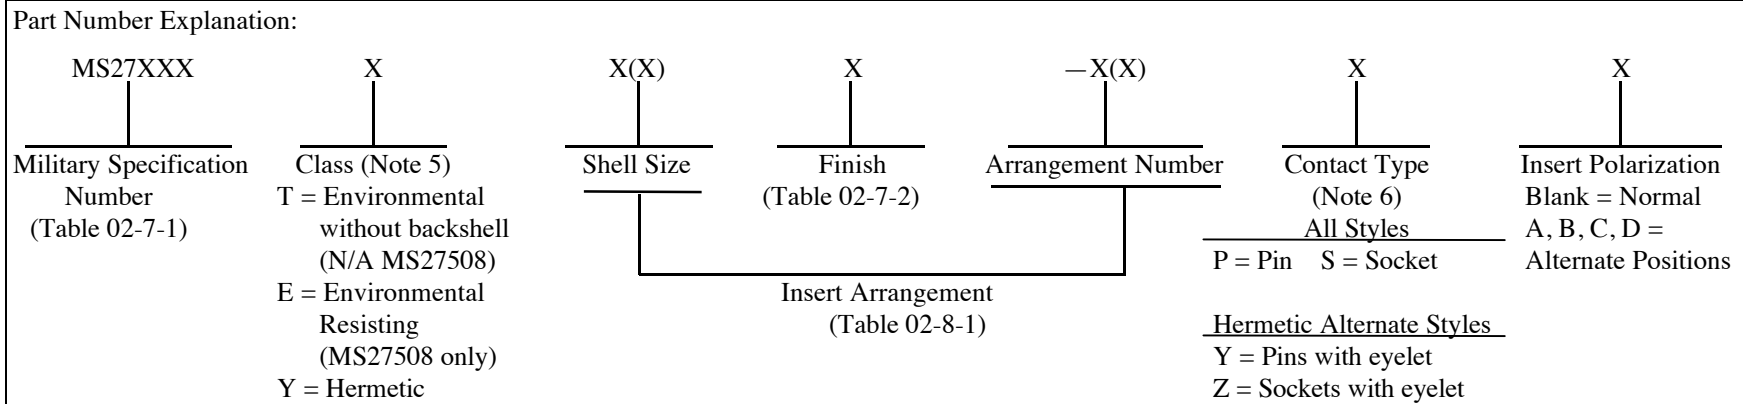 Part Number Explanation:
MS27XXX X X(X) X —X(X) X X
Military Specification
Number
(Table 02-7-1)
Class (Note 5)
T = Environmental
without backshell
(N/A MS27508)
E = Environmental
Resisting
(MS27508 only)
Y = Hermetic
Shell Size
Finish
(Table 02-7-2)
Arrangement Number
Insert Arrangement
(Table 02-8-1)
Contact Type
(Note 6)
All Styles
P = Pin S = Socket
Hermetic Alternate Styles
Y = Pins with eyelet
Z = Sockets with eyelet
Insert Polarization
Blank = Normal
A, B, C, D =
Alternate Positions